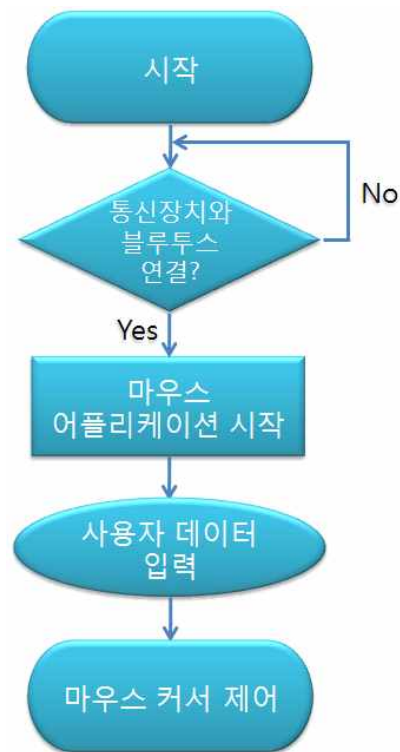 시작
No
통신장치와
블루투스
연결?
Yes
마우스
어플리케이션 시작
사용자 데이터
입력
마우스 커서 제어